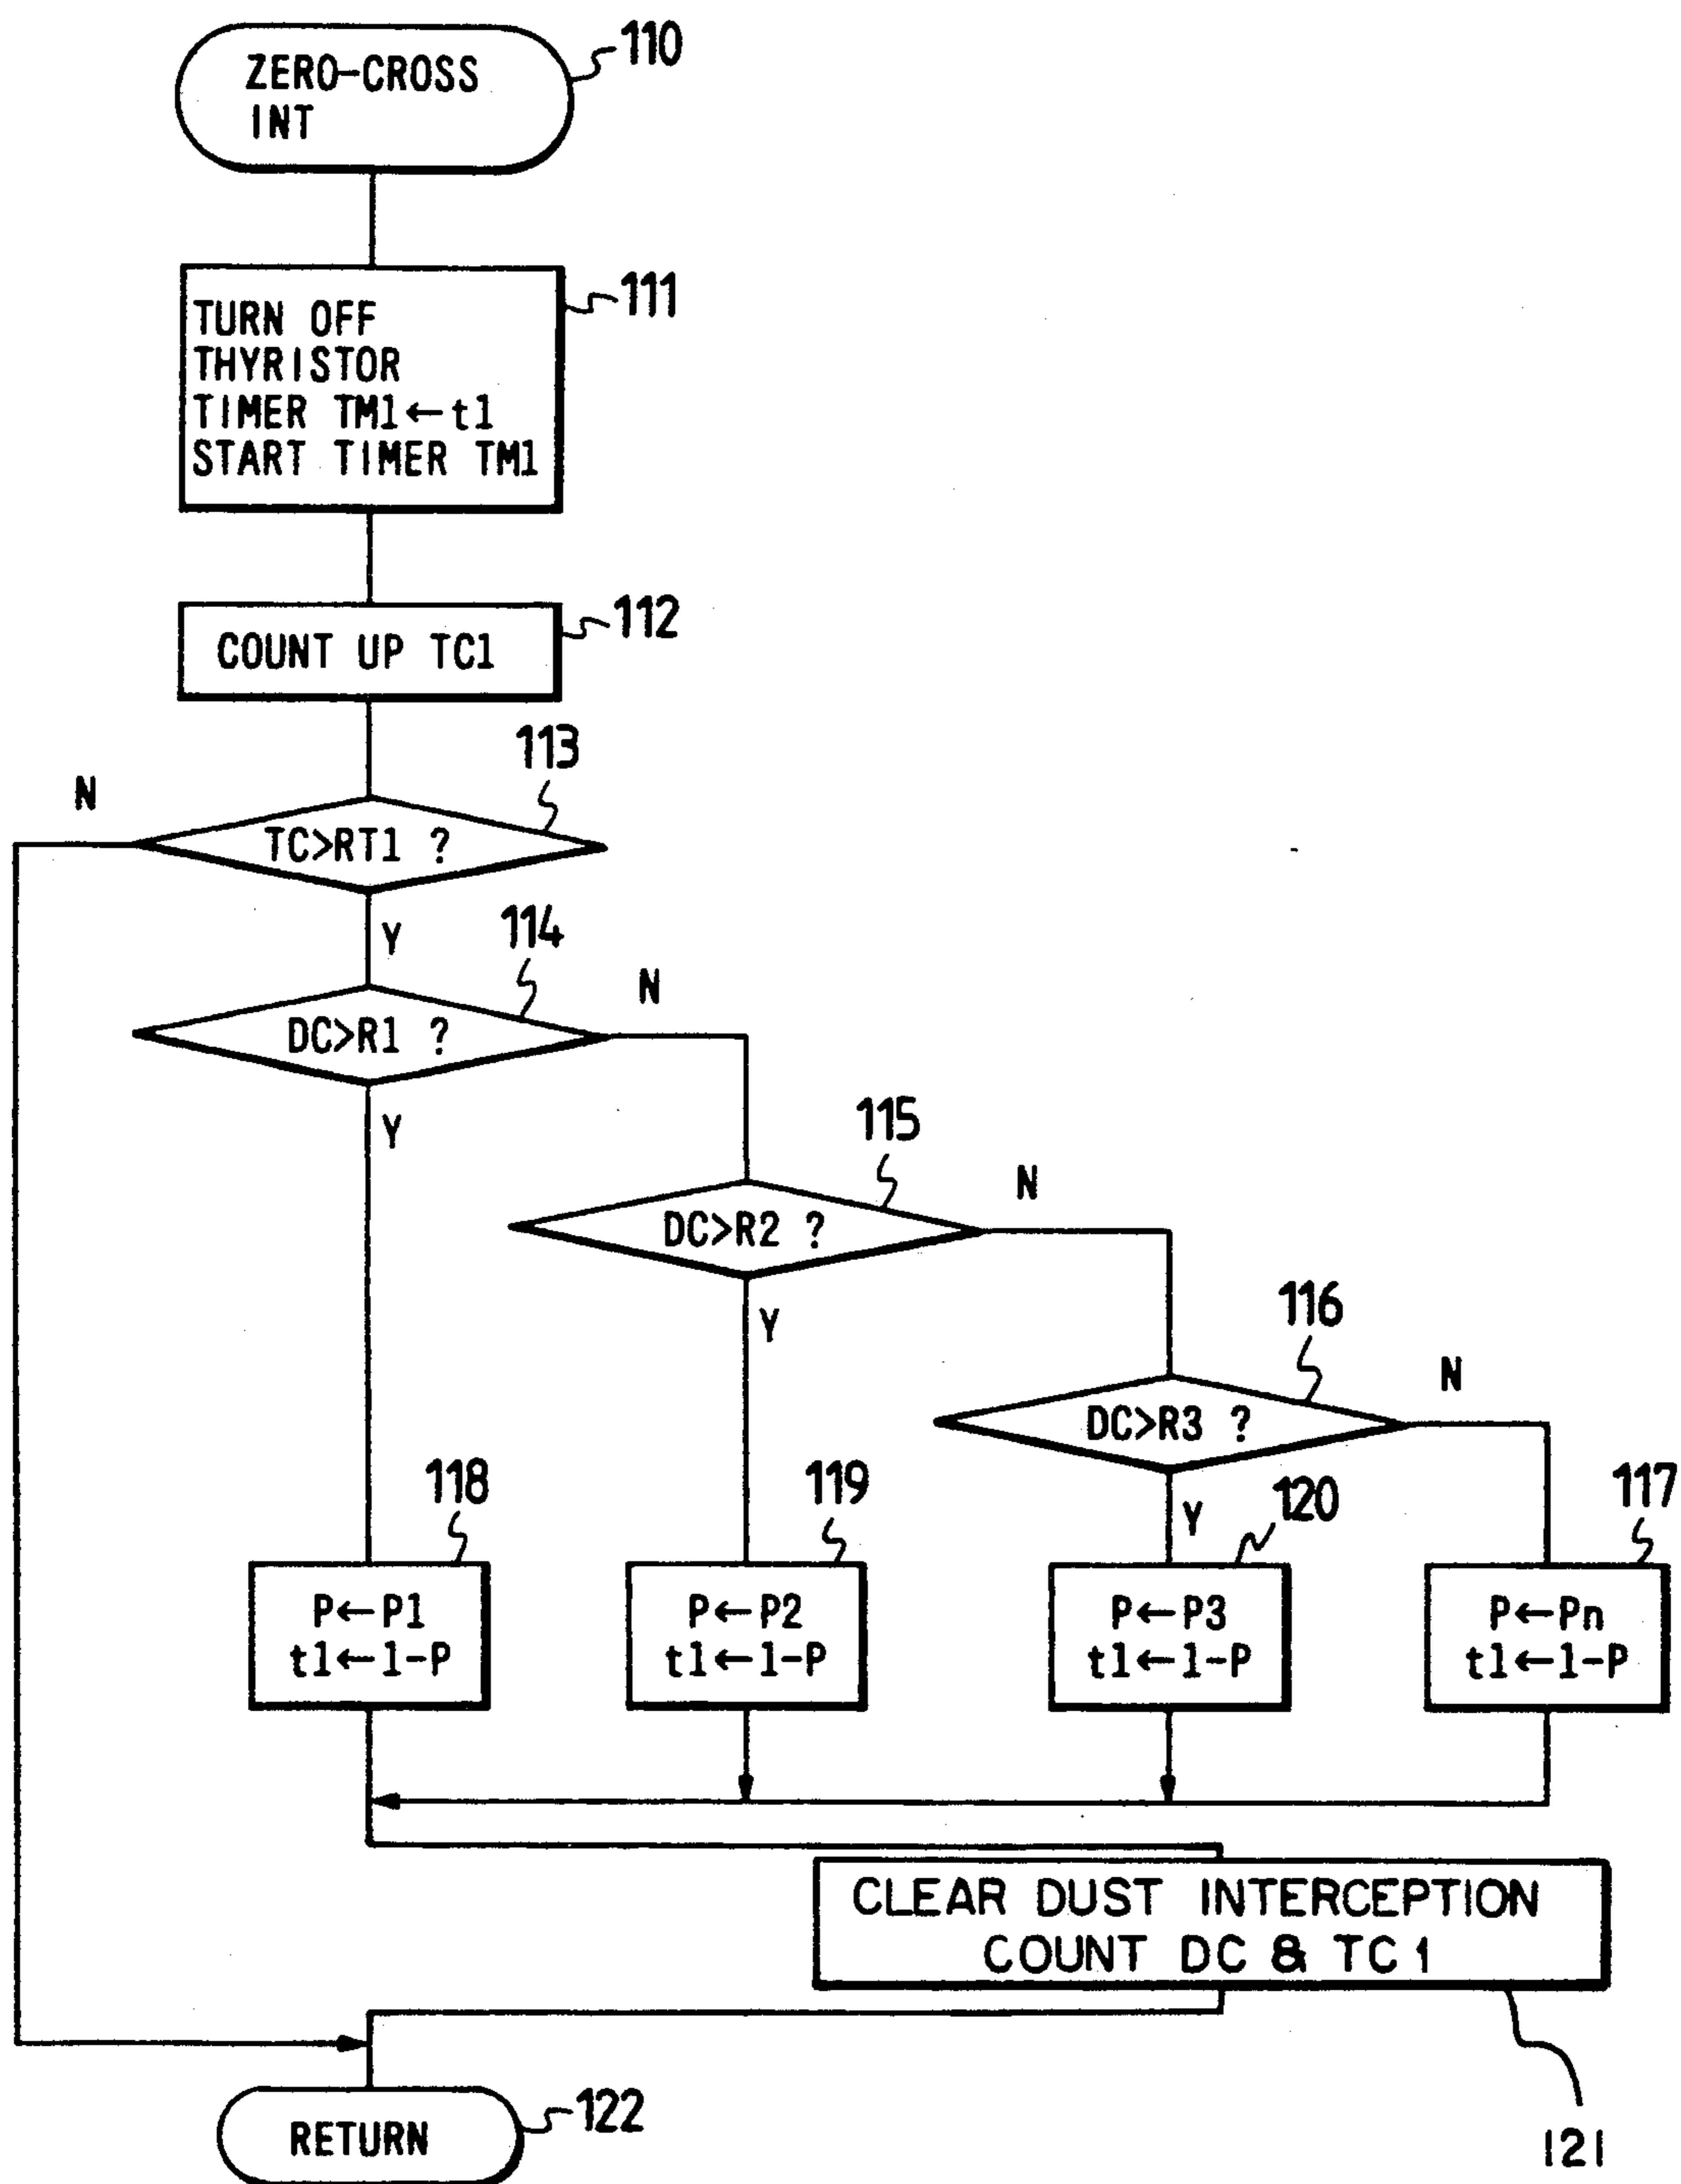 110
ZERO-CROSS
INT
111
TURN OFF
THYRISTOR
TIMER TM1←t1
START TIMER TM1
112
COUNT UP TC1
113
N
TC>RT1 ?
Y
114
N
DC>R1 ?
Y
115
N
DC>R2 ?
Y
116
N
DC>R3 ?
Y
118
119
120
117
P←P1
t1←1-P
P←P2
t1←1-P
P←P3
t1←1-P
P←Pn
t1←1-P
CLEAR DUST INTERCEPTION
COUNT DC & TC1
121
RETURN
122